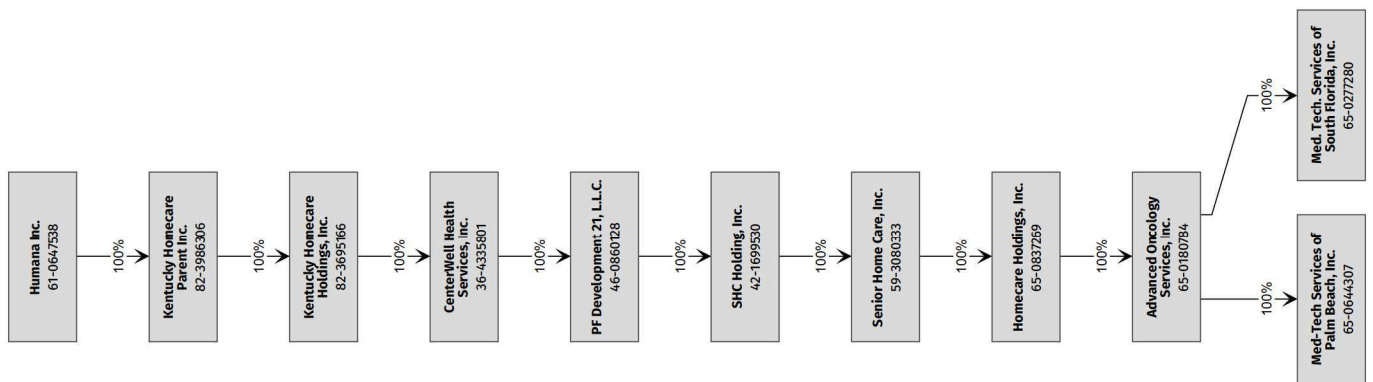 Humana Inc.
61-0647538
100%
Kentucky Homecare
Parent Inc.
82-3986306
100%
Kentucky Homecare
Holdings, Inc.
82-3695166
100%
CenterWell Health
Services, Inc.
36-4335801
100%
PF Development 21, L.L.C.
46-0860128
100%
SHC Holding, Inc.
42-1699530
100%
Senior Home Care, Inc.
59-3080333
100%
Homecare Holdings, Inc.
65-0837269
100%
Advanced Oncology
Services, Inc.
65-0180784
100%
Med-Tech Services of
Palm Beach, Inc.
65-0644307
100%
Med. Tech. Services of
South Florida, Inc.
65-0277280